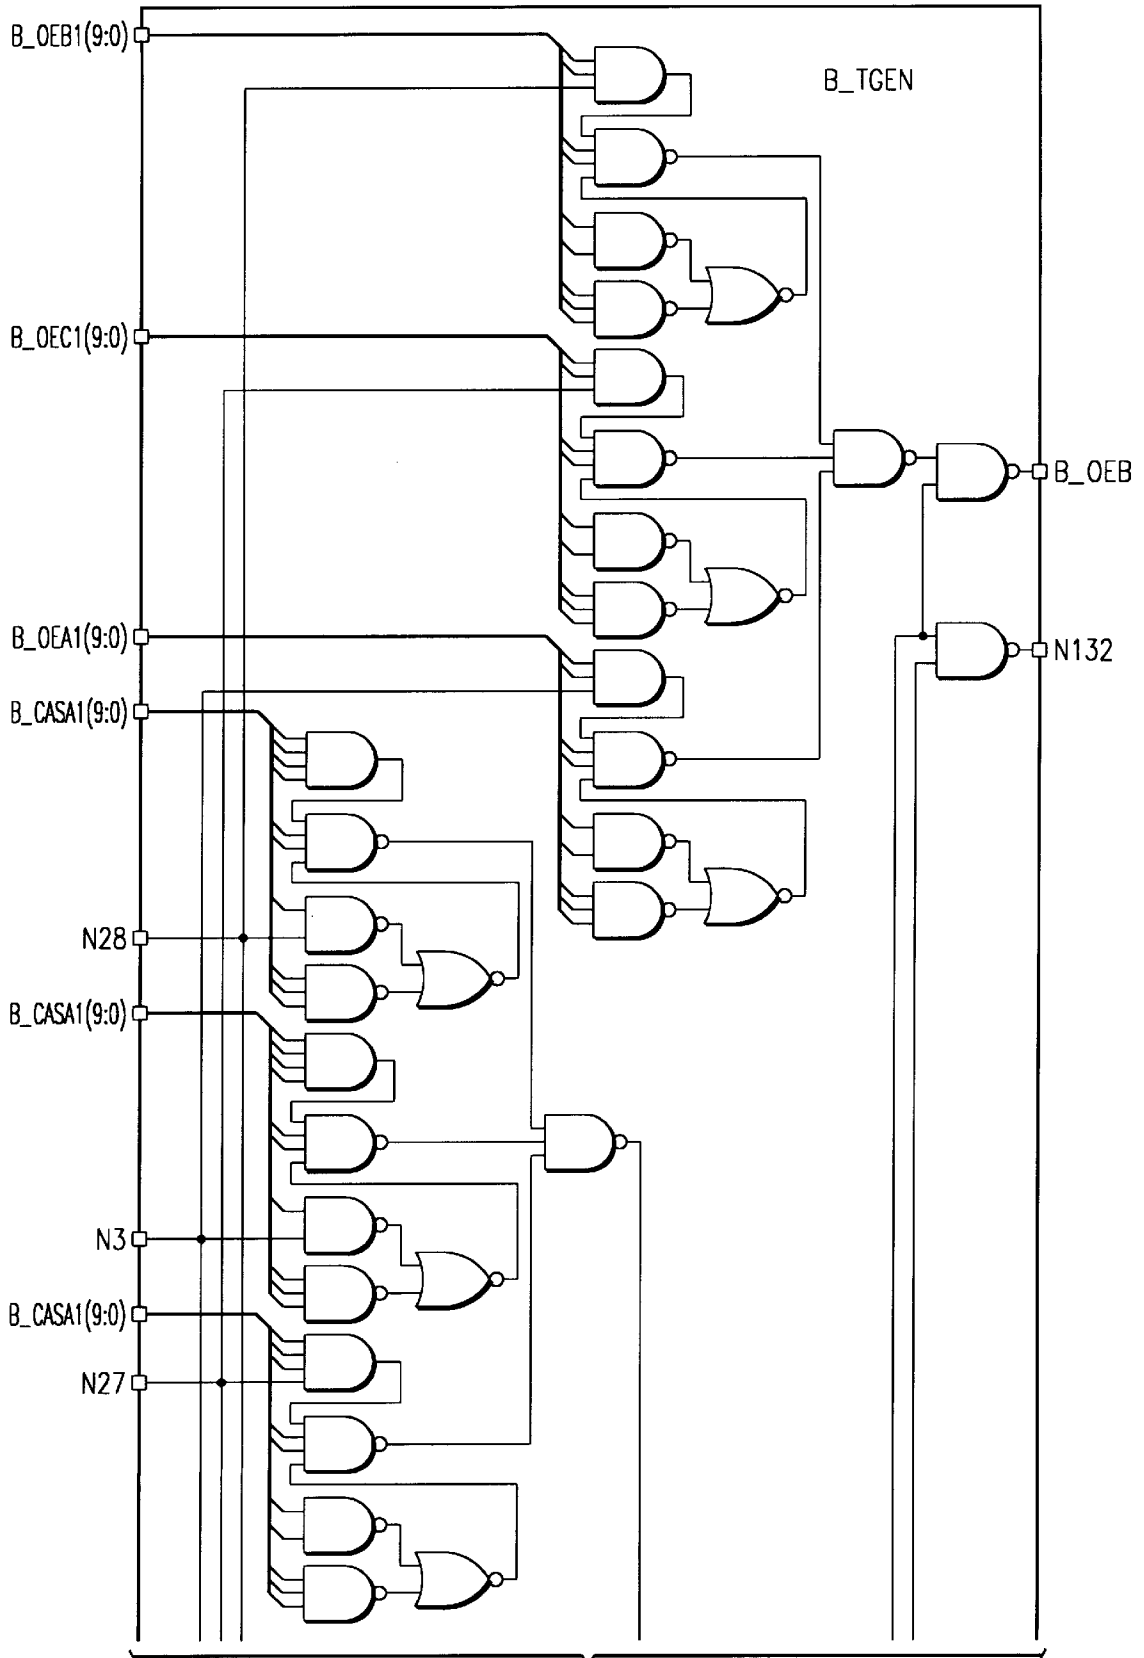 B_OEB1(9:0)
B_TGEN
B_OEC1(9:0)
B_OEB
B_OEA1(9:0)
N132
B_CASA1(9:0)
N28
B_CASA1(9:0)
N3
B_CASA1(9:0)
N27